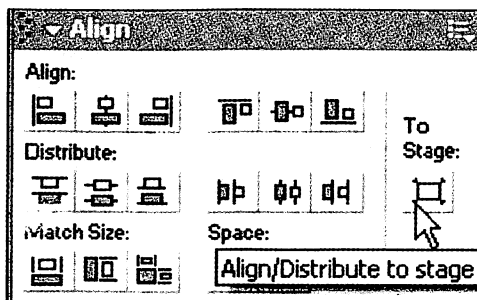 Align
Align:
To
Stage:
Distribute:
Match Size:
Space:
Align/Distribute to stage